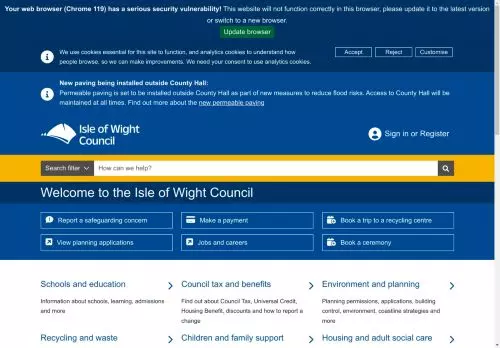 Your web browser (Chrome 119) has a serious security vulnerability! This website will not function correctly in this browser, please update it to the latest version
or switch to a new browser.
Update browser
We use cookies essential for this site to function, and analytics cookies to understand how
people browse, so we can make improvements. We need your consent to use analytics cookies.
Accept
Reject
Customise
New paving being installed outside County Hall:
Permeable paving is set to be installed outside County Hall as part of new measures to reduce flood risks. Access to County Hall will be
maintained at all times. Find out more about the new permeable paving
Isle of Wight
Council
Sign in or Register
Search filter
How can we help?
Welcome to the Isle of Wight Council
Report a safeguarding concern
Make a payment
Book a trip to a recycling centre
View planning applications
Jobs and careers
Book a ceremony
Schools and education
Information about schools, learning, admissions
and more
Council tax and benefits
Find out about Council Tax, Universal Credit,
Housing Benefit, discounts and how to report a
change
Environment and planning
Planning permissions, applications, building
control, environment, coastline strategies and
more
Recycling and waste
Children and family support
Housing and adult social care